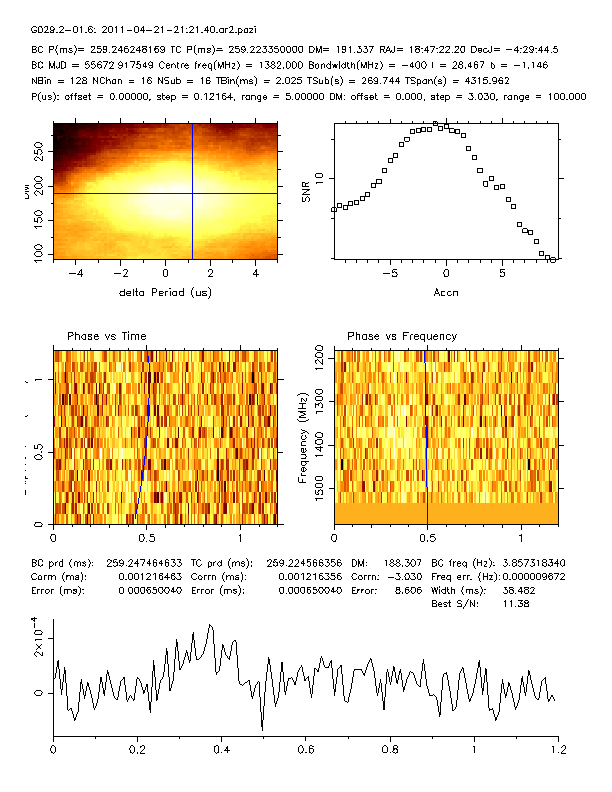 G029.2-01.6: 2011-04-21-21:21:40.ar2.pazi
BC P(ms)= 259.246248169 TC P(ms)= 259.223350000 DM= 191.337 RAJ= 18:47:22.20 DecJ= -4:29:44.5
BC MJD = 55672.917549 Centre freq(MHz) = 1382.000 Bandwidth(MHz) = -400 l = 28.467 b = -1.146
NBin = 128 NChan = 16 NSub = 16 TBin(ms) = 2.025 TSub(s) = 269.744 TSpan(s) = 4315.962
P(us): offset = 0.00000, step = 0.12164, range = 5.00000 DM: offset = 0.000, step = 3.030, range = 100.000
250
200
150
100
DM
-4 -2 0 2 4
delta Period (us)
10
SNR
-5 0 5
Accn
Phase vs Time
1
0.5
0
0 0.5 1
Phase vs Frequency
1200
1300
1400
1500
Frequency (MHz)
0 0.5 1
BC prd (ms): 259.247464633 TC prd (ms): 259.224566356 DM: 188.307 BC freq (Hz): 3.857318340
Corrn (ms): 0.001216463 Corrn (ms): 0.001216356 Corrn: -3.030 Freq err. (Hz): 0.000009672
Error (ms): 0.000650040 Error (ms): 0.000650040 Error: 8.606 Width (ms): 36.482
Best S/N: 11.38
2×10⁻⁴
0
0 0.2 0.4 0.6 0.8 1 1.2